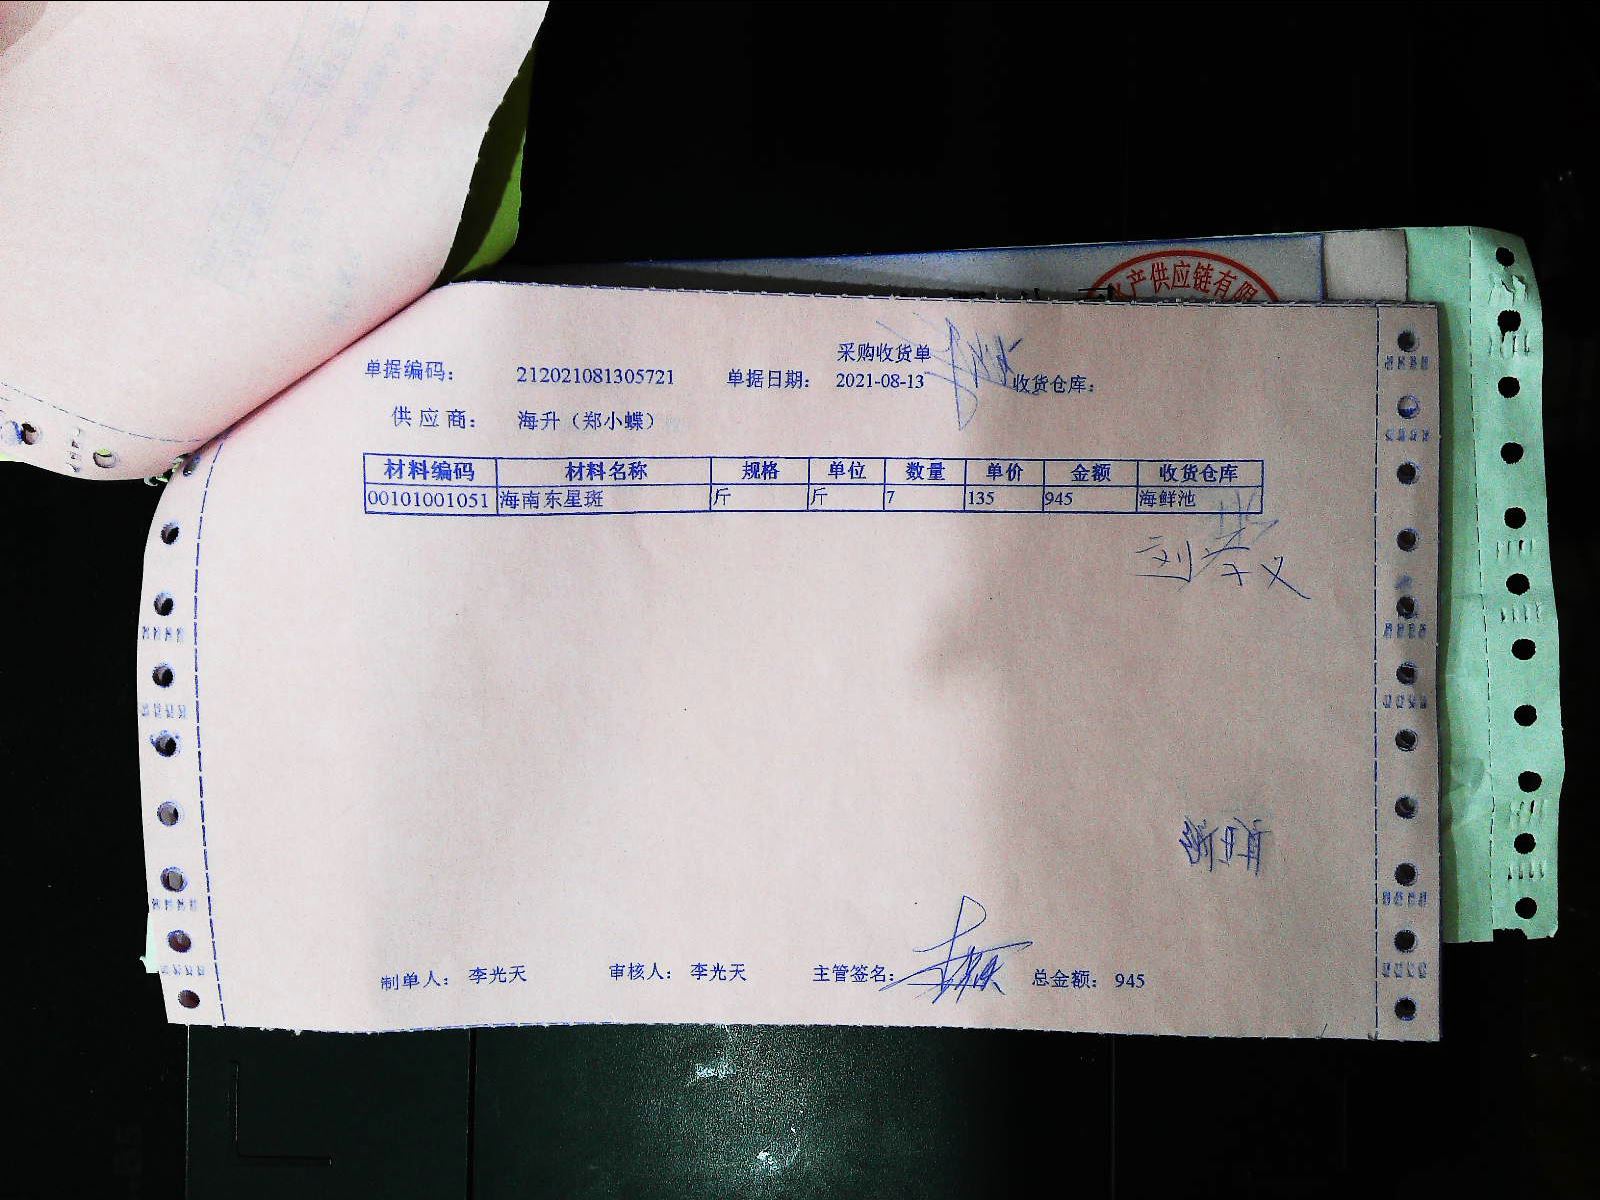 产供应链有限
采购收货单
单据编码： 212021081305721 单据日期： 2021-08-13 收货仓库：
供应商： 海升（郑小蝶）
材料编码 材料名称 规格 单位 数量 单价 金额 收货仓库
00101001051 海南东星斑 斤 斤 7 135 945 海鲜池
制单人： 李光天 审核人： 李光天 主管签名： 总金额： 945